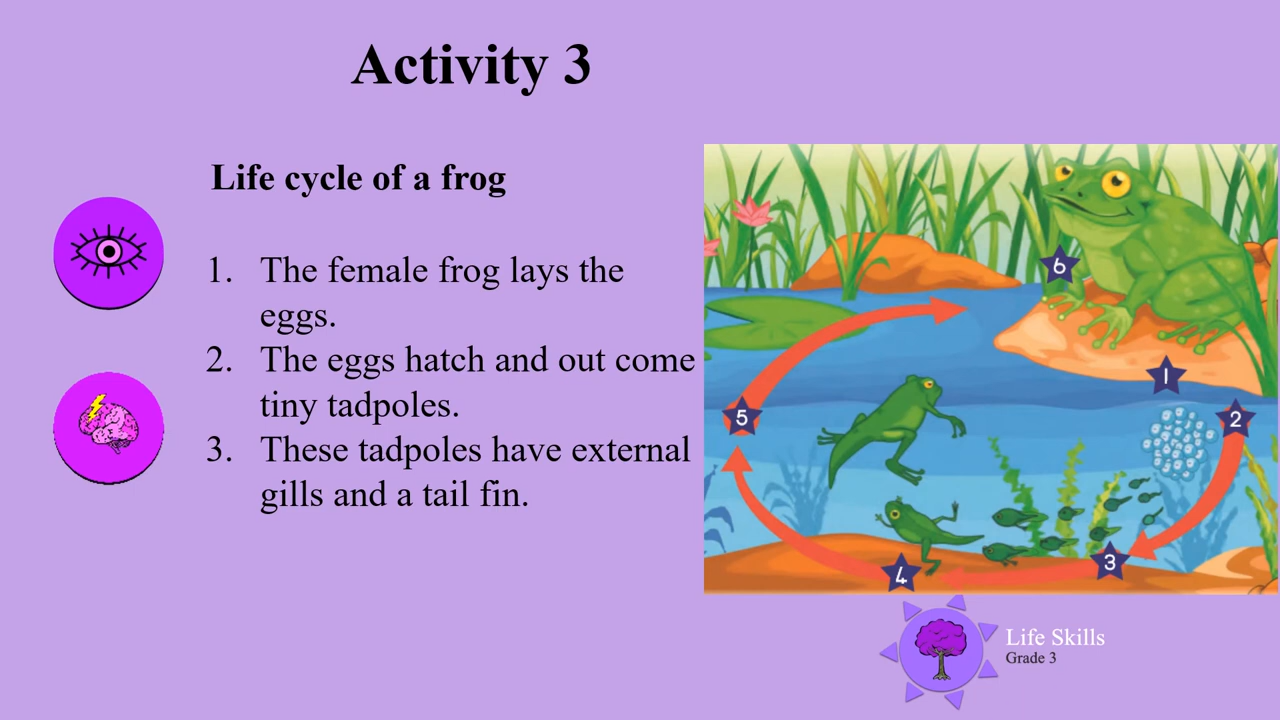 Activity 3
Life cycle of a frog
1. The female frog lays the
eggs.
2. The eggs hatch and out come
tiny tadpoles.
3. These tadpoles have external
gills and a tail fin.
6
1
5
2
3
4
Life Skills
Grade 3